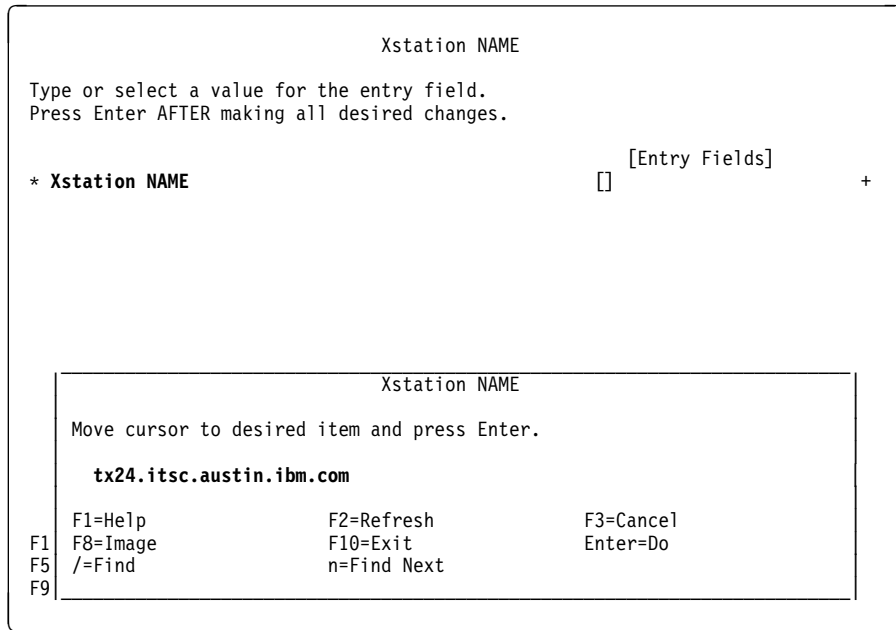 Xstation NAME
Type or select a value for the entry field.
Press Enter AFTER making all desired changes.
[Entry Fields]
* Xstation NAME [] +
Xstation NAME
Move cursor to desired item and press Enter.
tx24.itsc.austin.ibm.com
F1=Help F2=Refresh F3=Cancel
F1 F8=Image F10=Exit Enter=Do
F5 /=Find n=Find Next
F9